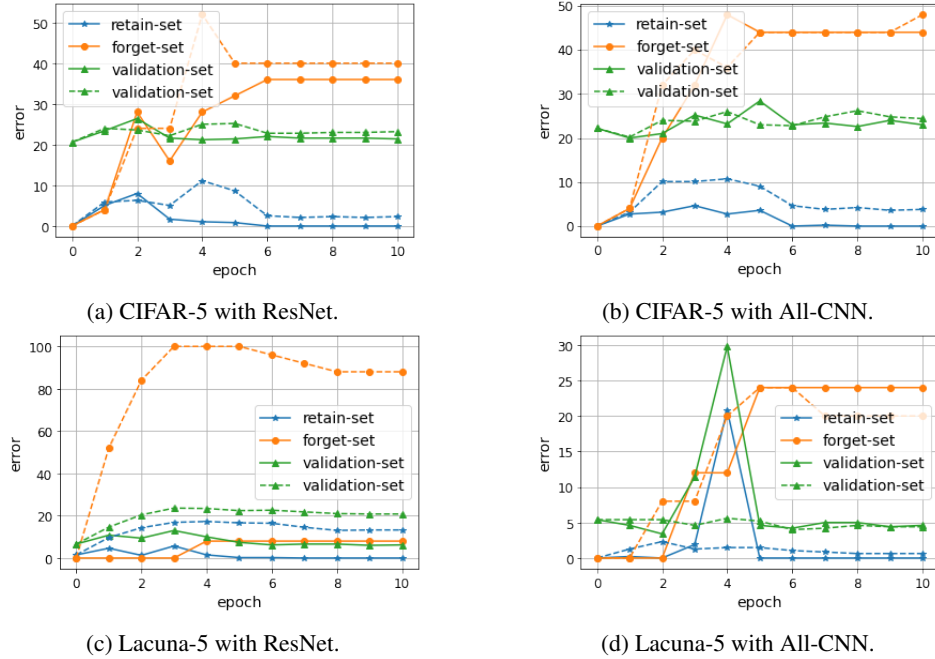 50
40
30
20
10
0
error
retain-set
forget-set
validation-set
validation-set
0 2 4 6 8 10
epoch
(a) CIFAR-5 with ResNet.
50
40
30
20
10
0
error
retain-set
forget-set
validation-set
validation-set
0 2 4 6 8 10
epoch
(b) CIFAR-5 with All-CNN.
100
80
60
40
20
0
error
retain-set
forget-set
validation-set
validation-set
0 2 4 6 8 10
epoch
(c) Lacuna-5 with ResNet.
30
25
20
15
10
5
0
error
retain-set
forget-set
validation-set
validation-set
0 2 4 6 8 10
epoch
(d) Lacuna-5 with All-CNN.